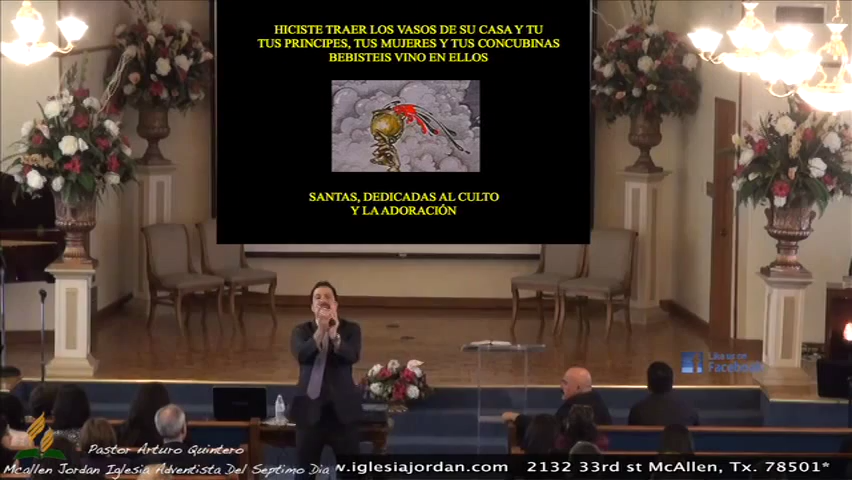 HICISTE TRAER LOS VASOS DE SU CASA Y TU
TUS PRINCIPES, TUS MUJERES Y TUS CONCUBINAS
BEBISTEIS VINO EN ELLOS
SANTAS, DEDICADAS AL CULTO
Y LA ADORACIÓN
Like us on
Facebook
Pastor Arturo Quintero
Mcallen Jordan Iglesia Adventista Del Septimo Dia
w.iglesiajordan.com 2132 33rd st McAllen, Tx. 78501*